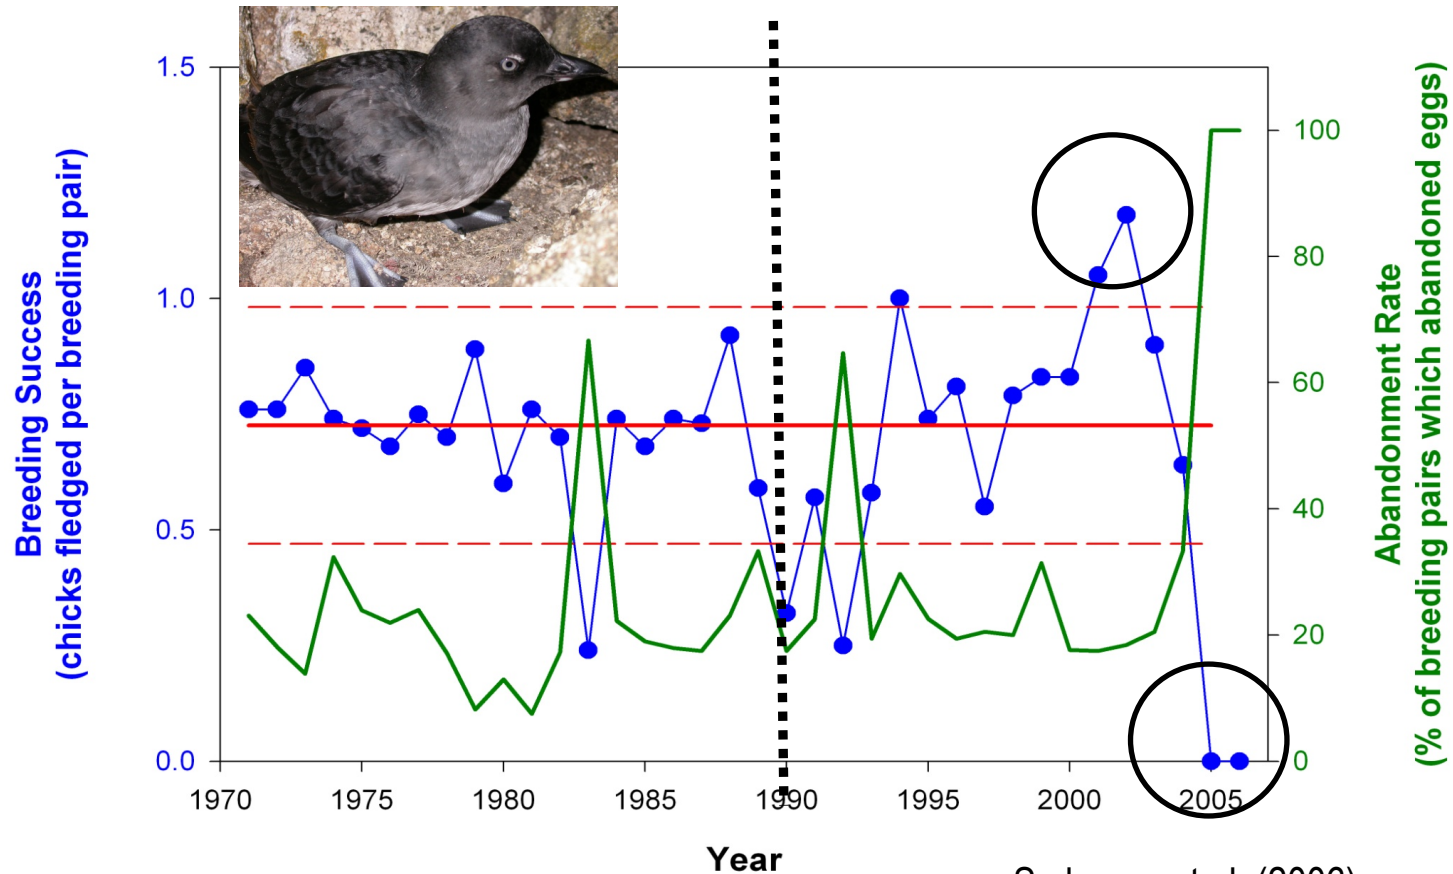 1.5
1.0
0.5
0.0
Breeding Success
(chicks fledged per breeding pair)
100
80
60
40
20
0
Abandonment Rate
(% of breeding pairs which abandoned eggs)
1970 1975 1980 1985 1990 1995 2000 2005
Year
(2006)